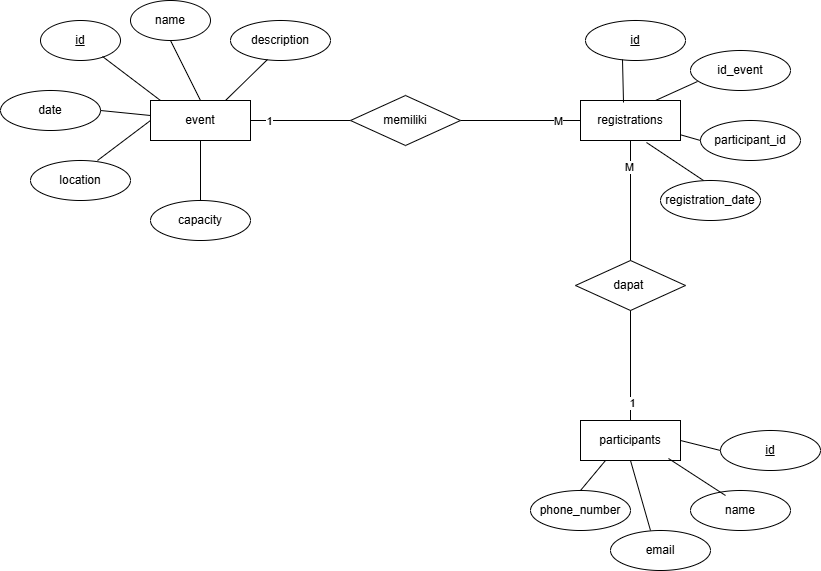 name
id
id
description
id_event
date
event
1
memiliki
M
registrations
participant_id
M
location
registration_date
capacity
dapat
1
participants
id
phone_number
name
email